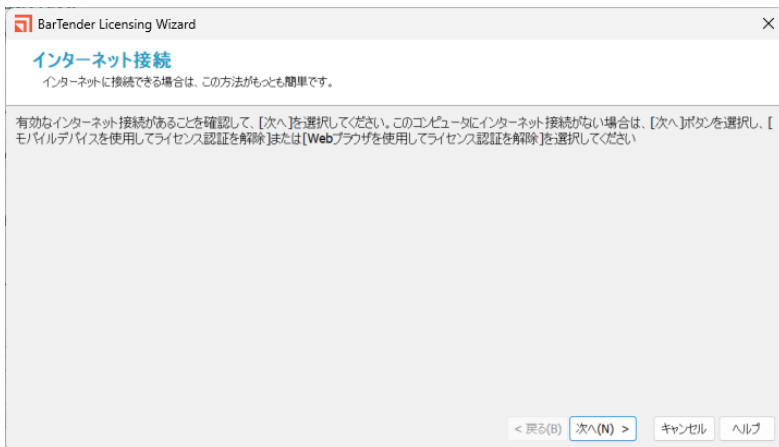 BarTender Licensing Wizard
インターネット接続
インターネットに接続できる場合は、この方法がもっとも簡単です。
有効なインターネット接続があることを確認して、[次へ]を選択してください。このコンピュータにインターネット接続がない場合は、[次へ]ボタンを選択し、[
モバイルデバイスを使用してライセンス認証を解除]または[Webブラウザを使用してライセンス認証を解除]を選択してください
< 戻る(B) 次へ(N) > キャンセル ヘルプ